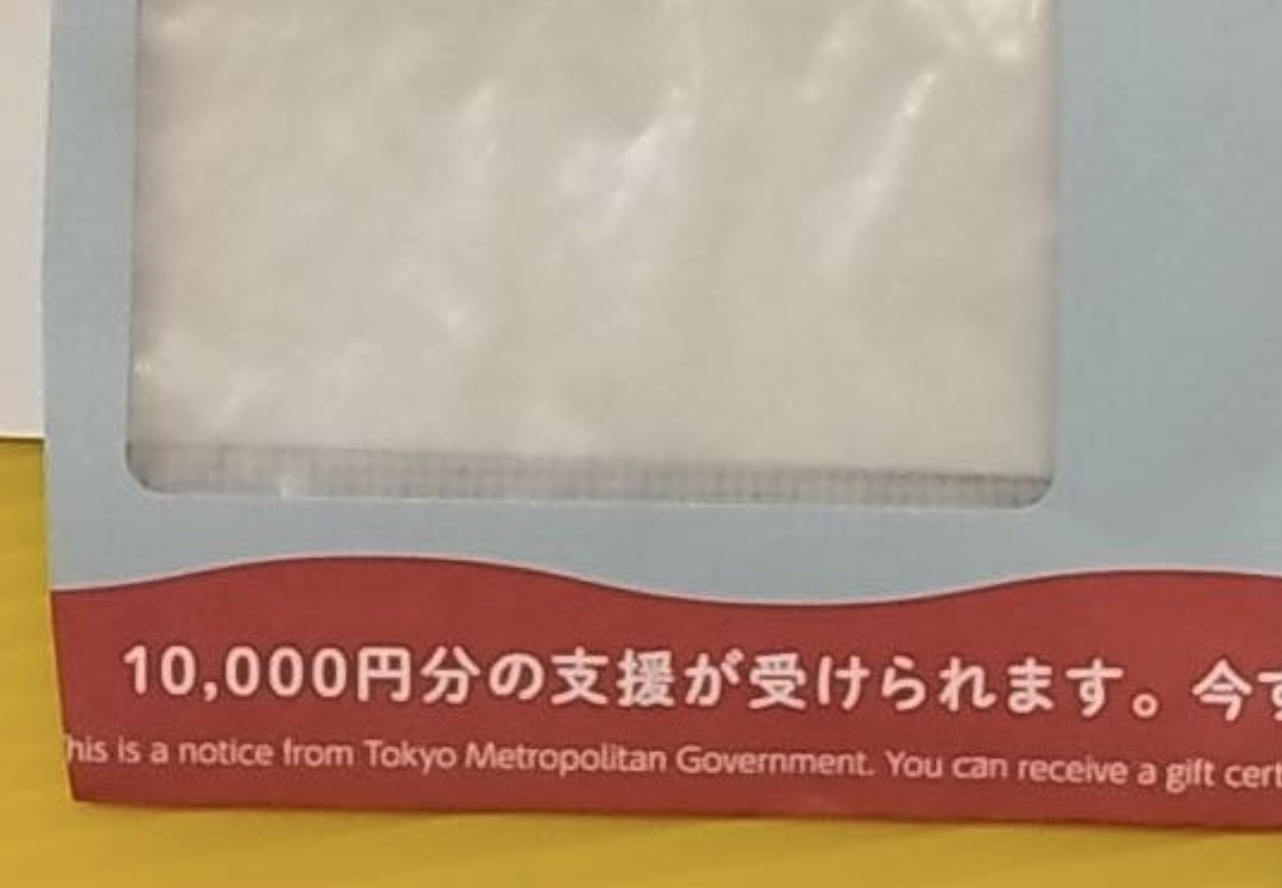 10,000円分の支援が受けられます。今す
his is a notice from Tokyo Metropolitan Government. You can receive a gift cert